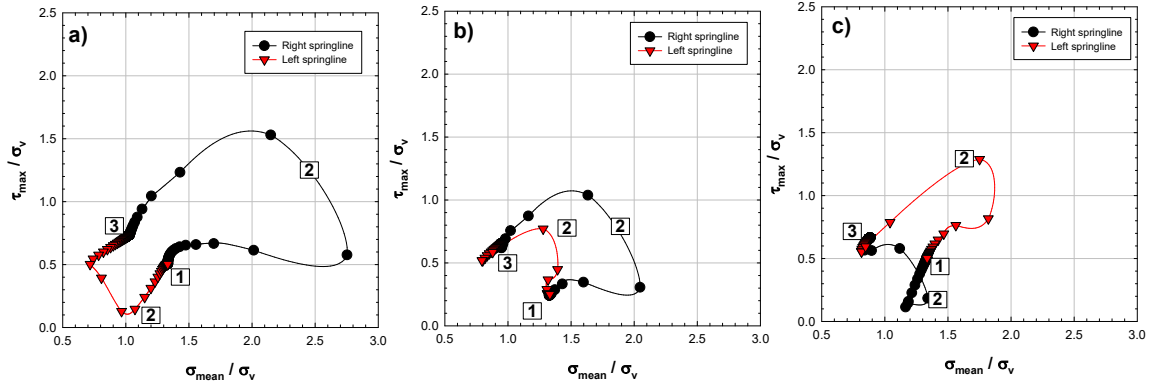 a)
Right springline
Left springline
2.5
2.0
1.5
1.0
0.5
0.0
0.5 1.0 1.5 2.0 2.5 3.0
τmax / σv
σmean / σv
2
3
1
2
b)
Right springline
Left springline
2.5
2.0
1.5
1.0
0.5
0.0
0.5 1.0 1.5 2.0 2.5 3.0
τmax / σv
σmean / σv
2
2
3
1
c)
Right springline
Left springline
2.5
2.0
1.5
1.0
0.5
0.0
0.5 1.0 1.5 2.0 2.5 3.0
τmax / σv
σmean / σv
2
3
1
2